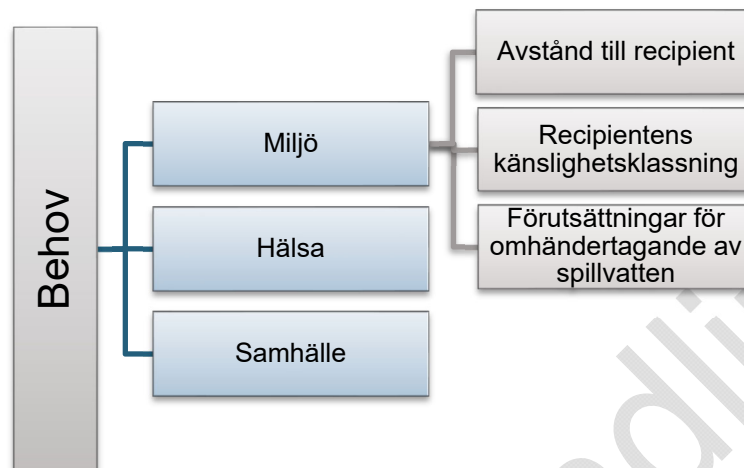 Behov
Miljö
Hälsa
Samhälle
Avstånd till recipient
Recipientens
känslighetsklassning
Förutsättningar för
omhändertagande av
spillvatten